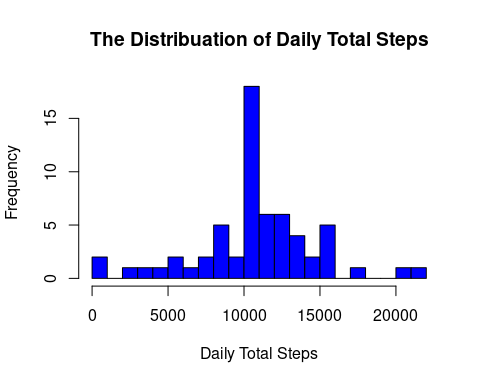 The Distribuation of Daily Total Steps
Frequency
15
10
5
0
0 5000 10000 15000 20000
Daily Total Steps